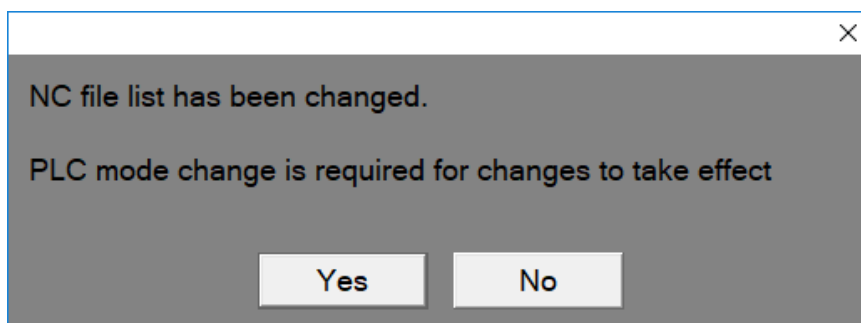 NC file list has been changed.
PLC mode change is required for changes to take effect
Yes
No